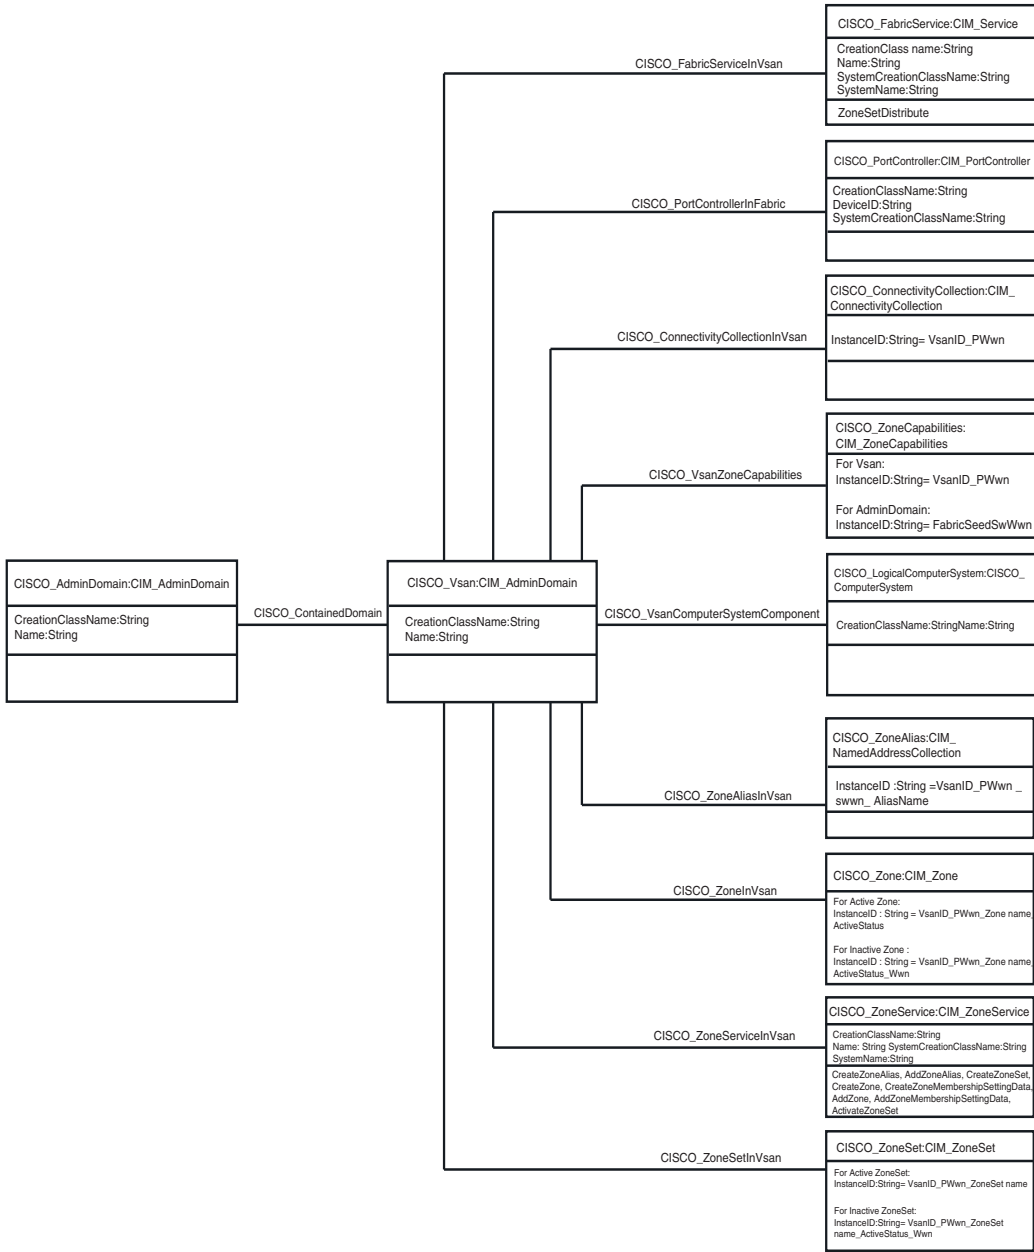 CISCO_FabricService:CIM_Service
CreationClass name:String
Name:String
SystemCreationClassName:String
SystemName:String
ZoneSetDistribute
CISCO_FabricServiceInVsan
CISCO_PortController:CIM_PortController
CreationClassName:String
DeviceID:String
SystemCreationClassName:String
CISCO_PortControllerInFabric
CISCO_ConnectivityCollection:CIM_
ConnectivityCollection
InstanceID:String= VsanID_PWwn
CISCO_ConnectivityCollectionInVsan
CISCO_ZoneCapabilities:
CIM_ZoneCapabilities
For Vsan:
InstanceID:String= VsanID_PWwn
For AdminDomain:
InstanceID:String= FabricSeedSwWwn
CISCO_VsanZoneCapabilities
CISCO_AdminDomain:CIM_AdminDomain
CreationClassName:String
Name:String
CISCO_ContainedDomain
CISCO_Vsan:CIM_AdminDomain
CreationClassName:String
Name:String
CISCO_VsanComputerSystemComponent
CISCO_LogicalComputerSystem:CISCO_
ComputerSystem
CreationClassName:StringName:String
CISCO_ZoneAlias:CIM_
NamedAddressCollection
InstanceID :String =VsanID_PWwn _
swwn_ AliasName
CISCO_ZoneAliasInVsan
CISCO_Zone:CIM_Zone
For Active Zone:
InstanceID : String = VsanID_PWwn_Zone name_
ActiveStatus
For Inactive Zone :
InstanceID : String = VsanID_PWwn_Zone name_
ActiveStatus_Wwn
CISCO_ZoneInVsan
CISCO_ZoneService:CIM_ZoneService
CreationClassName:String
Name: String SystemCreationClassName:String
SystemName:String
CreateZoneAlias, AddZoneAlias, CreateZoneSet,
CreateZone, CreateZoneMembershipSettingData,
AddZone, AddZoneMembershipSettingData,
ActivateZoneSet
CISCO_ZoneServiceInVsan
CISCO_ZoneSet:CIM_ZoneSet
For Active ZoneSet:
InstanceID:String= VsanID_PWwn_ZoneSet name
For Inactive ZoneSet:
InstanceID:String= VsanID_PWwn_ZoneSet
name_ActiveStatus_Wwn
CISCO_ZoneSetInVsan